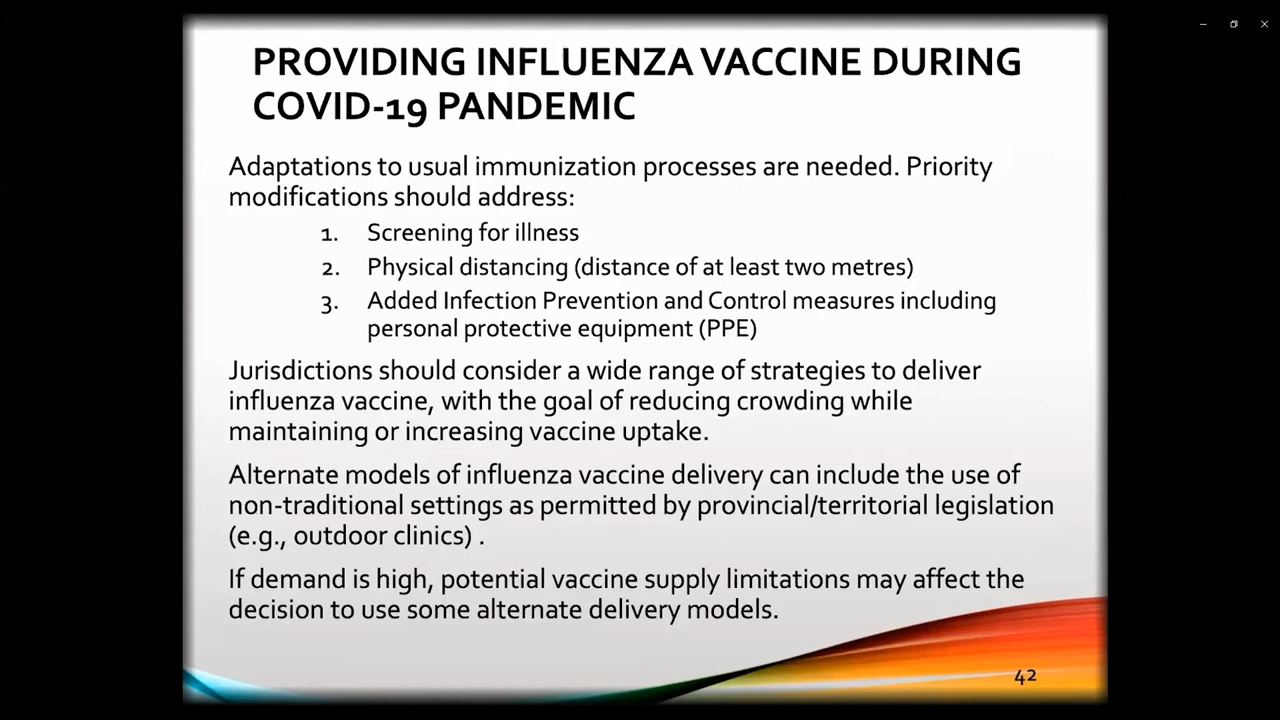 PROVIDING INFLUENZA VACCINE DURING
COVID-19 PANDEMIC
Adaptations to usual immunization processes are needed. Priority
modifications should address:
1. Screening for illness
2. Physical distancing (distance of at least two metres)
3. Added Infection Prevention and Control measures including
personal protective equipment (PPE)
Jurisdictions should consider a wide range of strategies to deliver
influenza vaccine, with the goal of reducing crowding while
maintaining or increasing vaccine uptake.
Alternate models of influenza vaccine delivery can include the use of
non-traditional settings as permitted by provincial/territorial legislation
(e.g., outdoor clinics) .
If demand is high, potential vaccine supply limitations may affect the
decision to use some alternate delivery models.
42